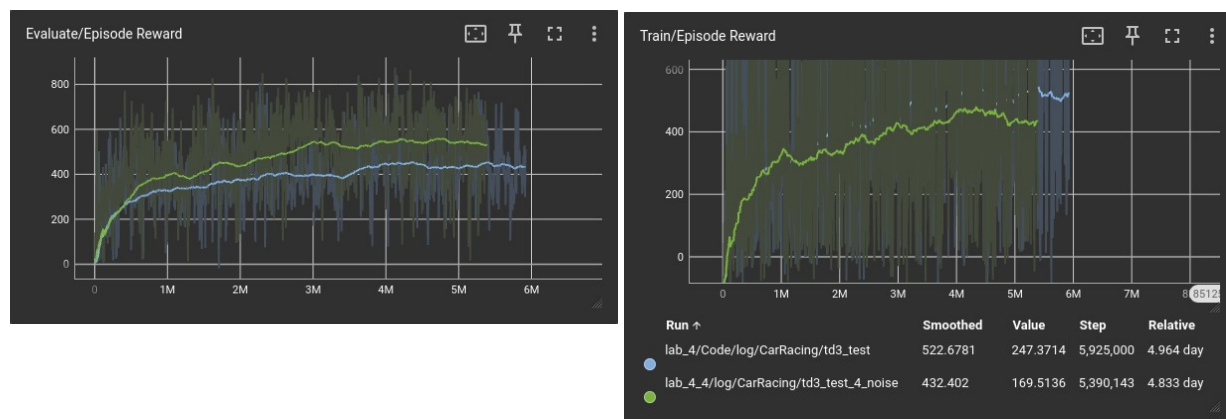 Evaluate/Episode Reward
800
600
400
200
0
0 1M 2M 3M 4M 5M 6M
Train/Episode Reward
600
400
200
0
0 1M 2M 3M 4M 5M 6M 7M 8
85125
Run ↑ Smoothed Value Step Relative
lab_4/Code/log/CarRacing/td3_test 522.6781 247.3714 5,925,000 4.964 day
lab_4_4/log/CarRacing/td3_test_4_noise 432.402 169.5136 5,390,143 4.833 day